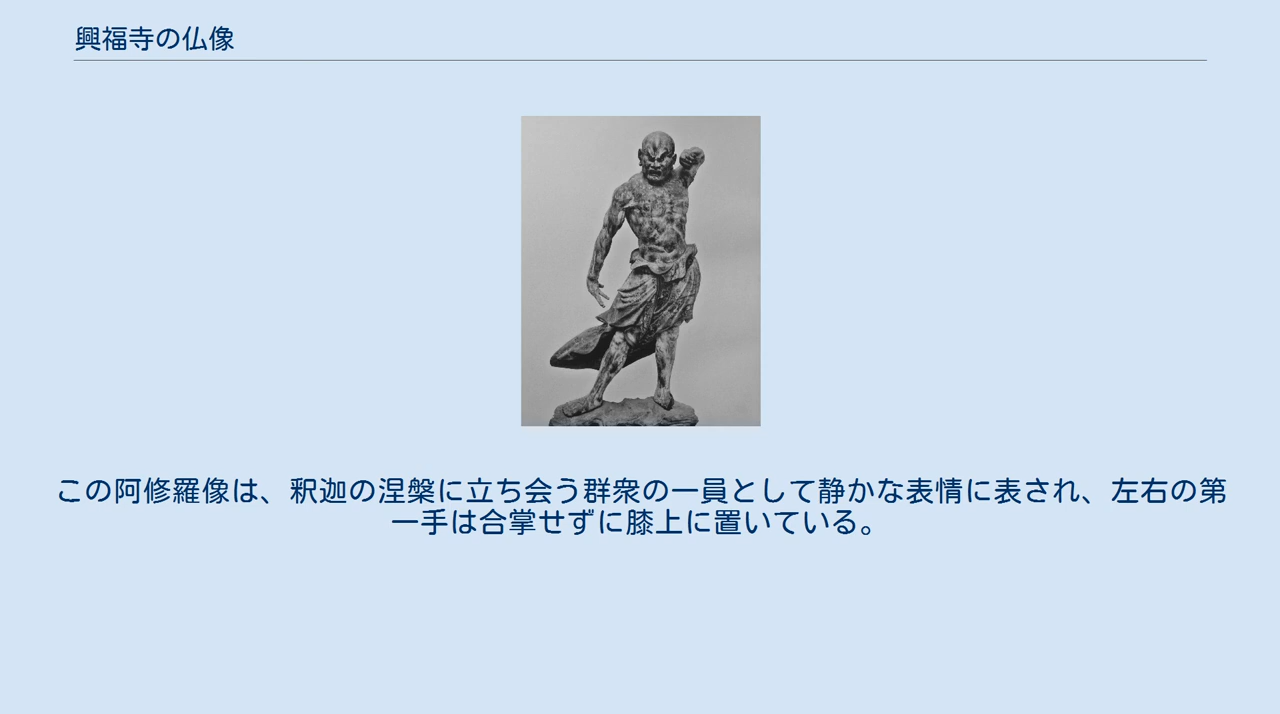 興福寺の仏像
この阿修羅像は、釈迦の涅槃に立ち会う群衆の一員として静かな表情に表され、左右の第
一手は合掌せずに膝上に置いている。